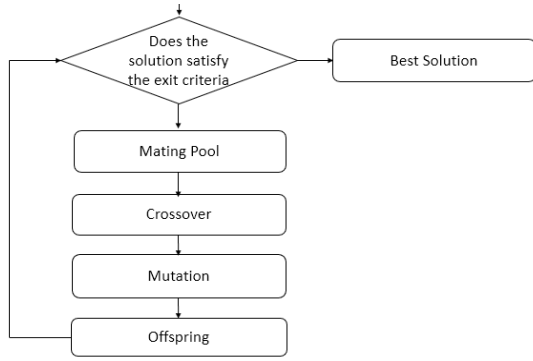 Does the
solution satisfy
the exit criteria
Best Solution
Mating Pool
Crossover
Mutation
Offspring